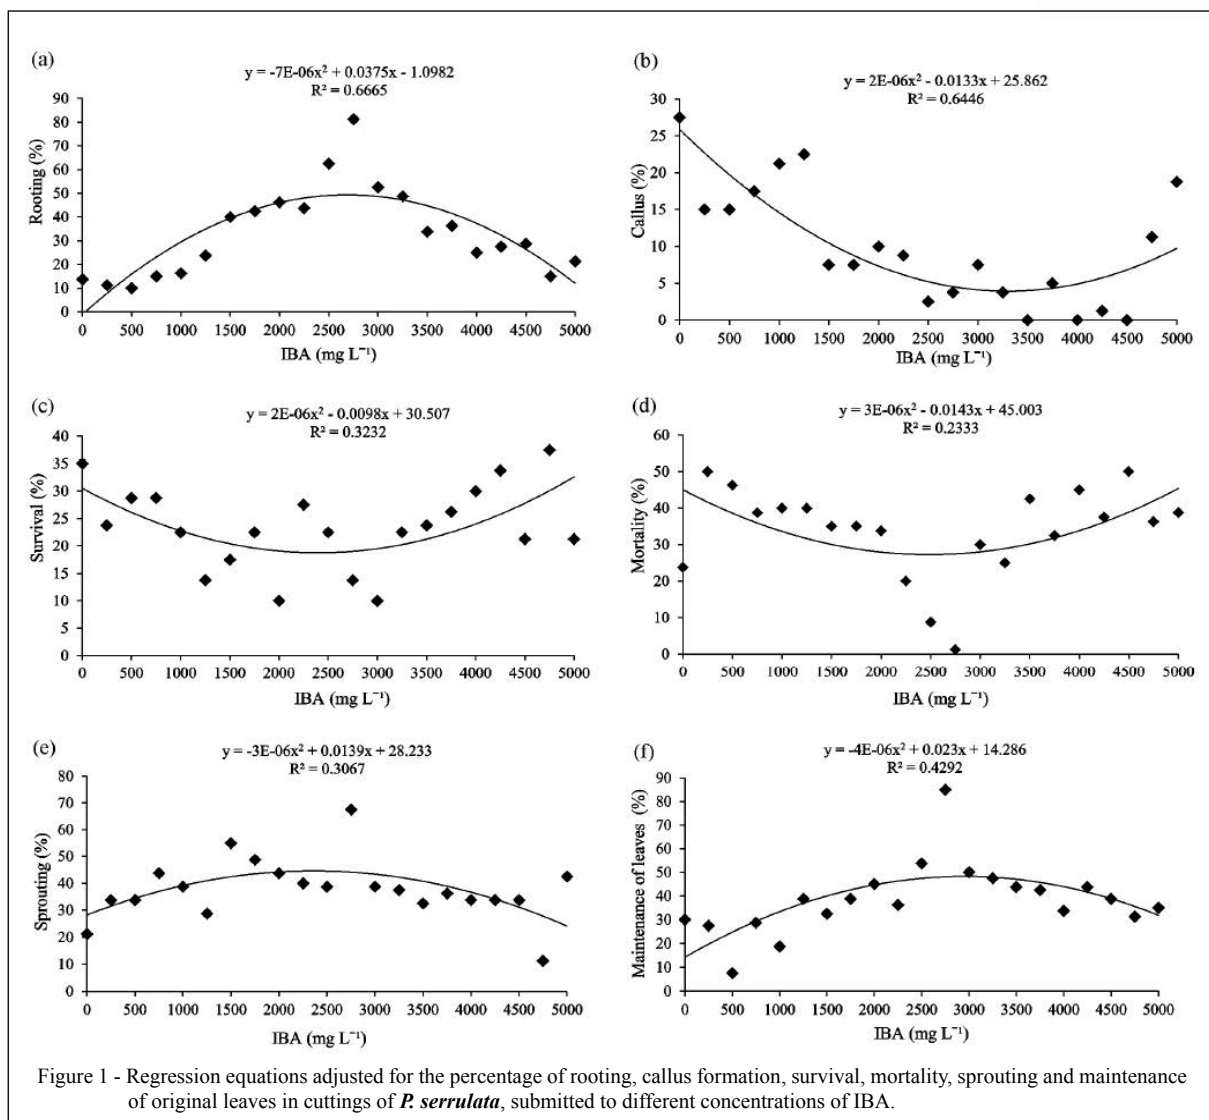 (a)
y = -7E-06x² + 0.0375x - 1.0982
R² = 0.6665
Rooting (%)
90
80
70
60
50
40
30
20
10
0
0 500 1000 1500 2000 2500 3000 3500 4000 4500 5000
IBA (mg L⁻¹)
(b)
y = 2E-06x² - 0.0133x + 25.862
R² = 0.6446
Callus (%)
30
25
20
15
10
5
0
0 500 1000 1500 2000 2500 3000 3500 4000 4500 5000
IBA (mg L⁻¹)
(c)
y = 2E-06x² - 0.0098x + 30.507
R² = 0.3232
Survival (%)
40
35
30
25
20
15
10
5
0
0 500 1000 1500 2000 2500 3000 3500 4000 4500 5000
IBA (mg L⁻¹)
(d)
y = 3E-06x² - 0.0143x + 45.003
R² = 0.2333
Mortality (%)
60
50
40
30
20
10
0
0 500 1000 1500 2000 2500 3000 3500 4000 4500 5000
IBA (mg L⁻¹)
(e)
y = -3E-06x² + 0.0139x + 28.233
R² = 0.3067
Sprouting (%)
80
70
60
50
40
30
20
10
0
0 500 1000 1500 2000 2500 3000 3500 4000 4500 5000
IBA (mg L⁻¹)
(f)
y = -4E-06x² + 0.023x + 14.286
R² = 0.4292
Maintenance of leaves (%)
90
80
70
60
50
40
30
20
10
0
0 500 1000 1500 2000 2500 3000 3500 4000 4500 5000
IBA (mg L⁻¹)
Figure 1 - Regression equations adjusted for the percentage of rooting, callus formation, survival, mortality, sprouting and maintenance
of original leaves in cuttings of P. serrulata, submitted to different concentrations of IBA.